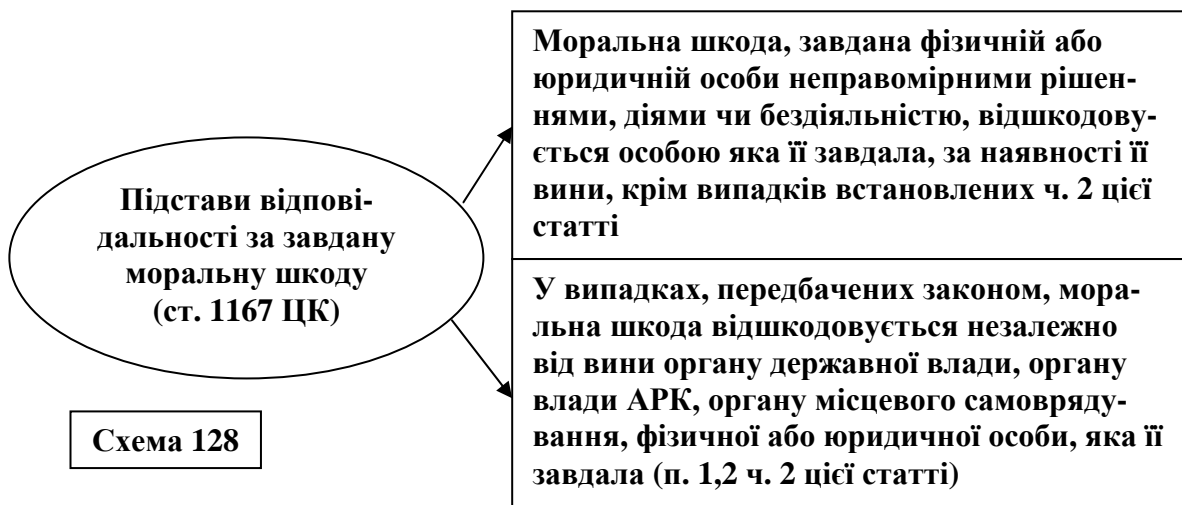 Моральна шкода, завдана фізичній або
юридичній особи неправомірними рішен-
нями, діями чи бездіяльністю, відшкодову-
ється особою яка її завдала, за наявності її
вини, крім випадків встановлених ч. 2 цієї
статті
Підстави відпові-
дальності за завдану
моральну шкоду
(ст. 1167 ЦК)
У випадках, передбачених законом, мора-
льна шкода відшкодовується незалежно
від вини органу державної влади, органу
влади АРК, органу місцевого самовряду-
вання, фізичної або юридичної особи, яка її
завдала (п. 1,2 ч. 2 цієї статті)
Схема 128